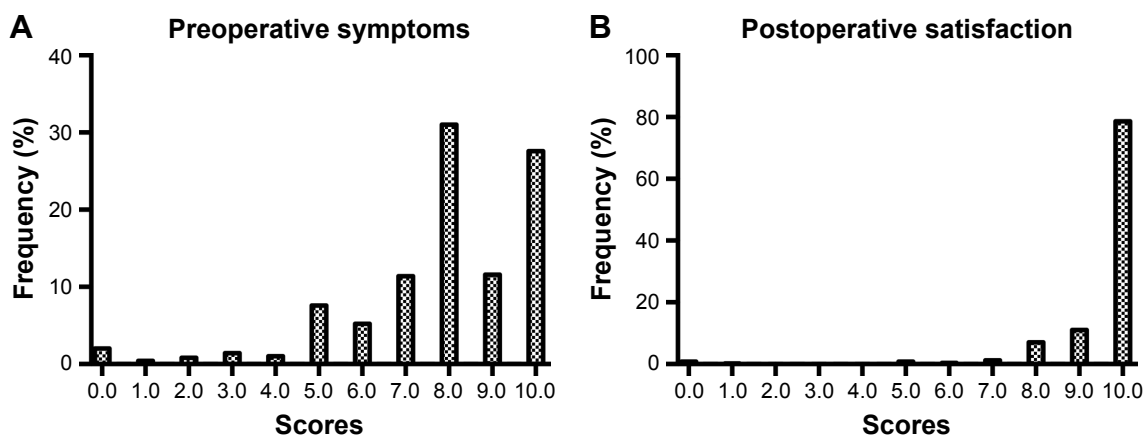 A Preoperative symptoms
40
30
20
10
0
Frequency (%)
0.0 1.0 2.0 3.0 4.0 5.0 6.0 7.0 8.0 9.0 10.0
Scores
B Postoperative satisfaction
100
80
60
40
20
0
Frequency (%)
0.0 1.0 2.0 3.0 4.0 5.0 6.0 7.0 8.0 9.0 10.0
Scores